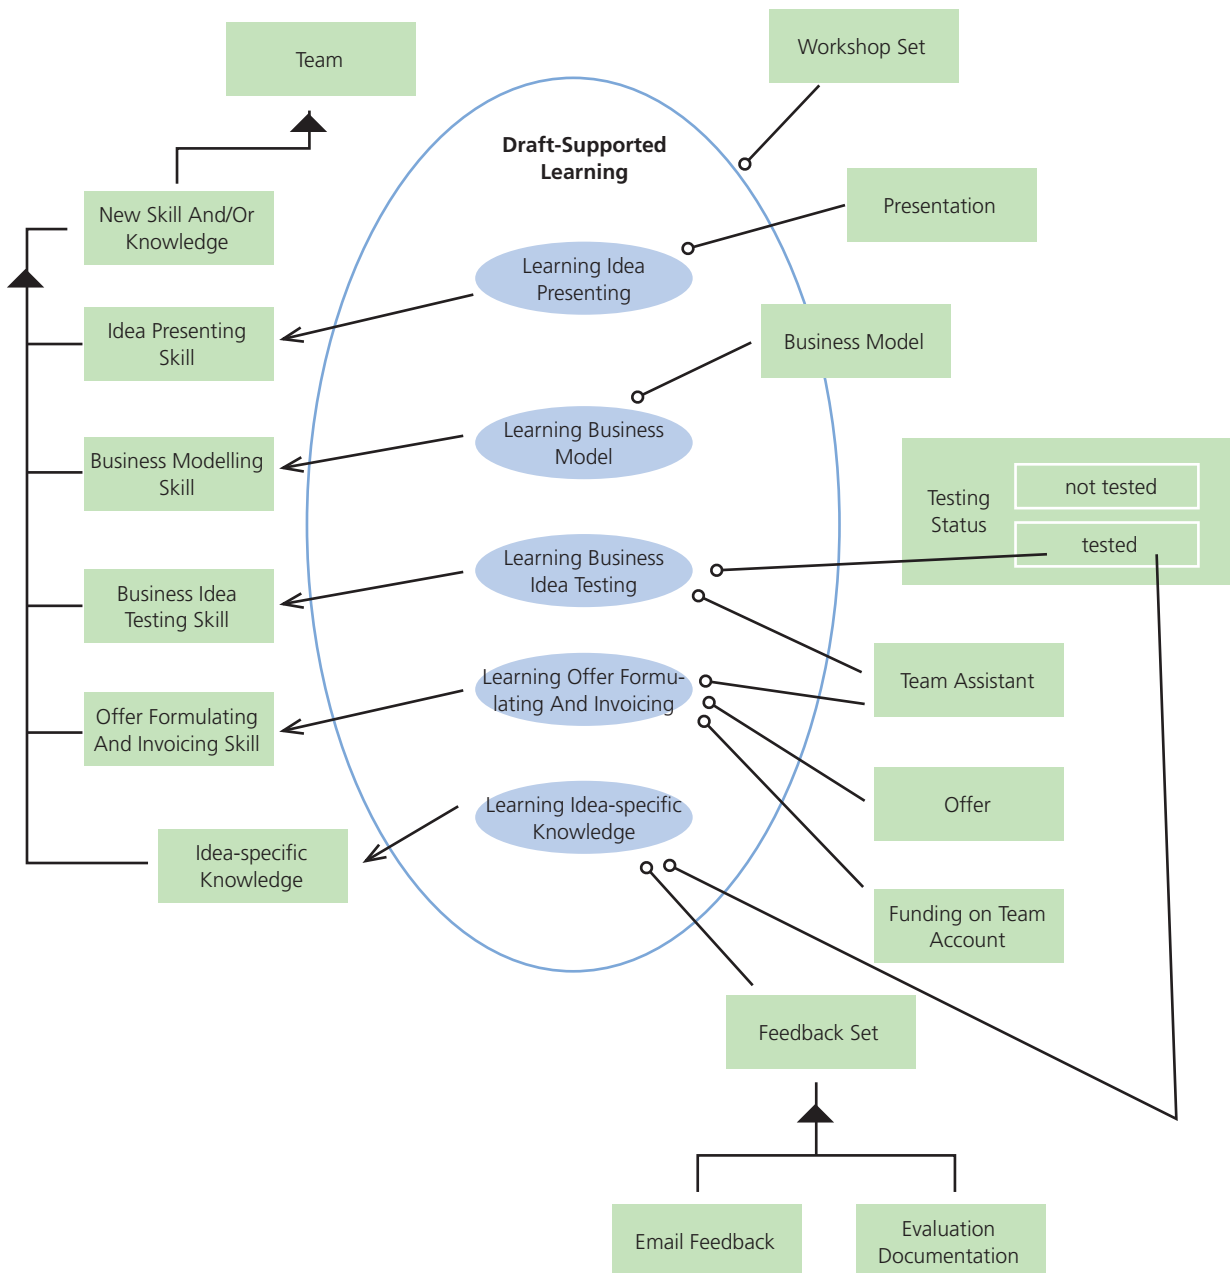 Team
Workshop Set
Draft-Supported
Learning
New Skill And/Or
Knowledge
Presentation
Learning Idea
Presenting
Idea Presenting
Skill
Business Model
Learning Business
Model
Business Modelling
Skill
Testing
Status
not tested
tested
Learning Business
Idea Testing
Business Idea
Testing Skill
Team Assistant
Learning Offer Formu-
lating And Invoicing
Offer Formulating
And Invoicing Skill
Offer
Learning Idea-specific
Knowledge
Idea-specific
Knowledge
Funding on Team
Account
Feedback Set
Email Feedback
Evaluation
Documentation